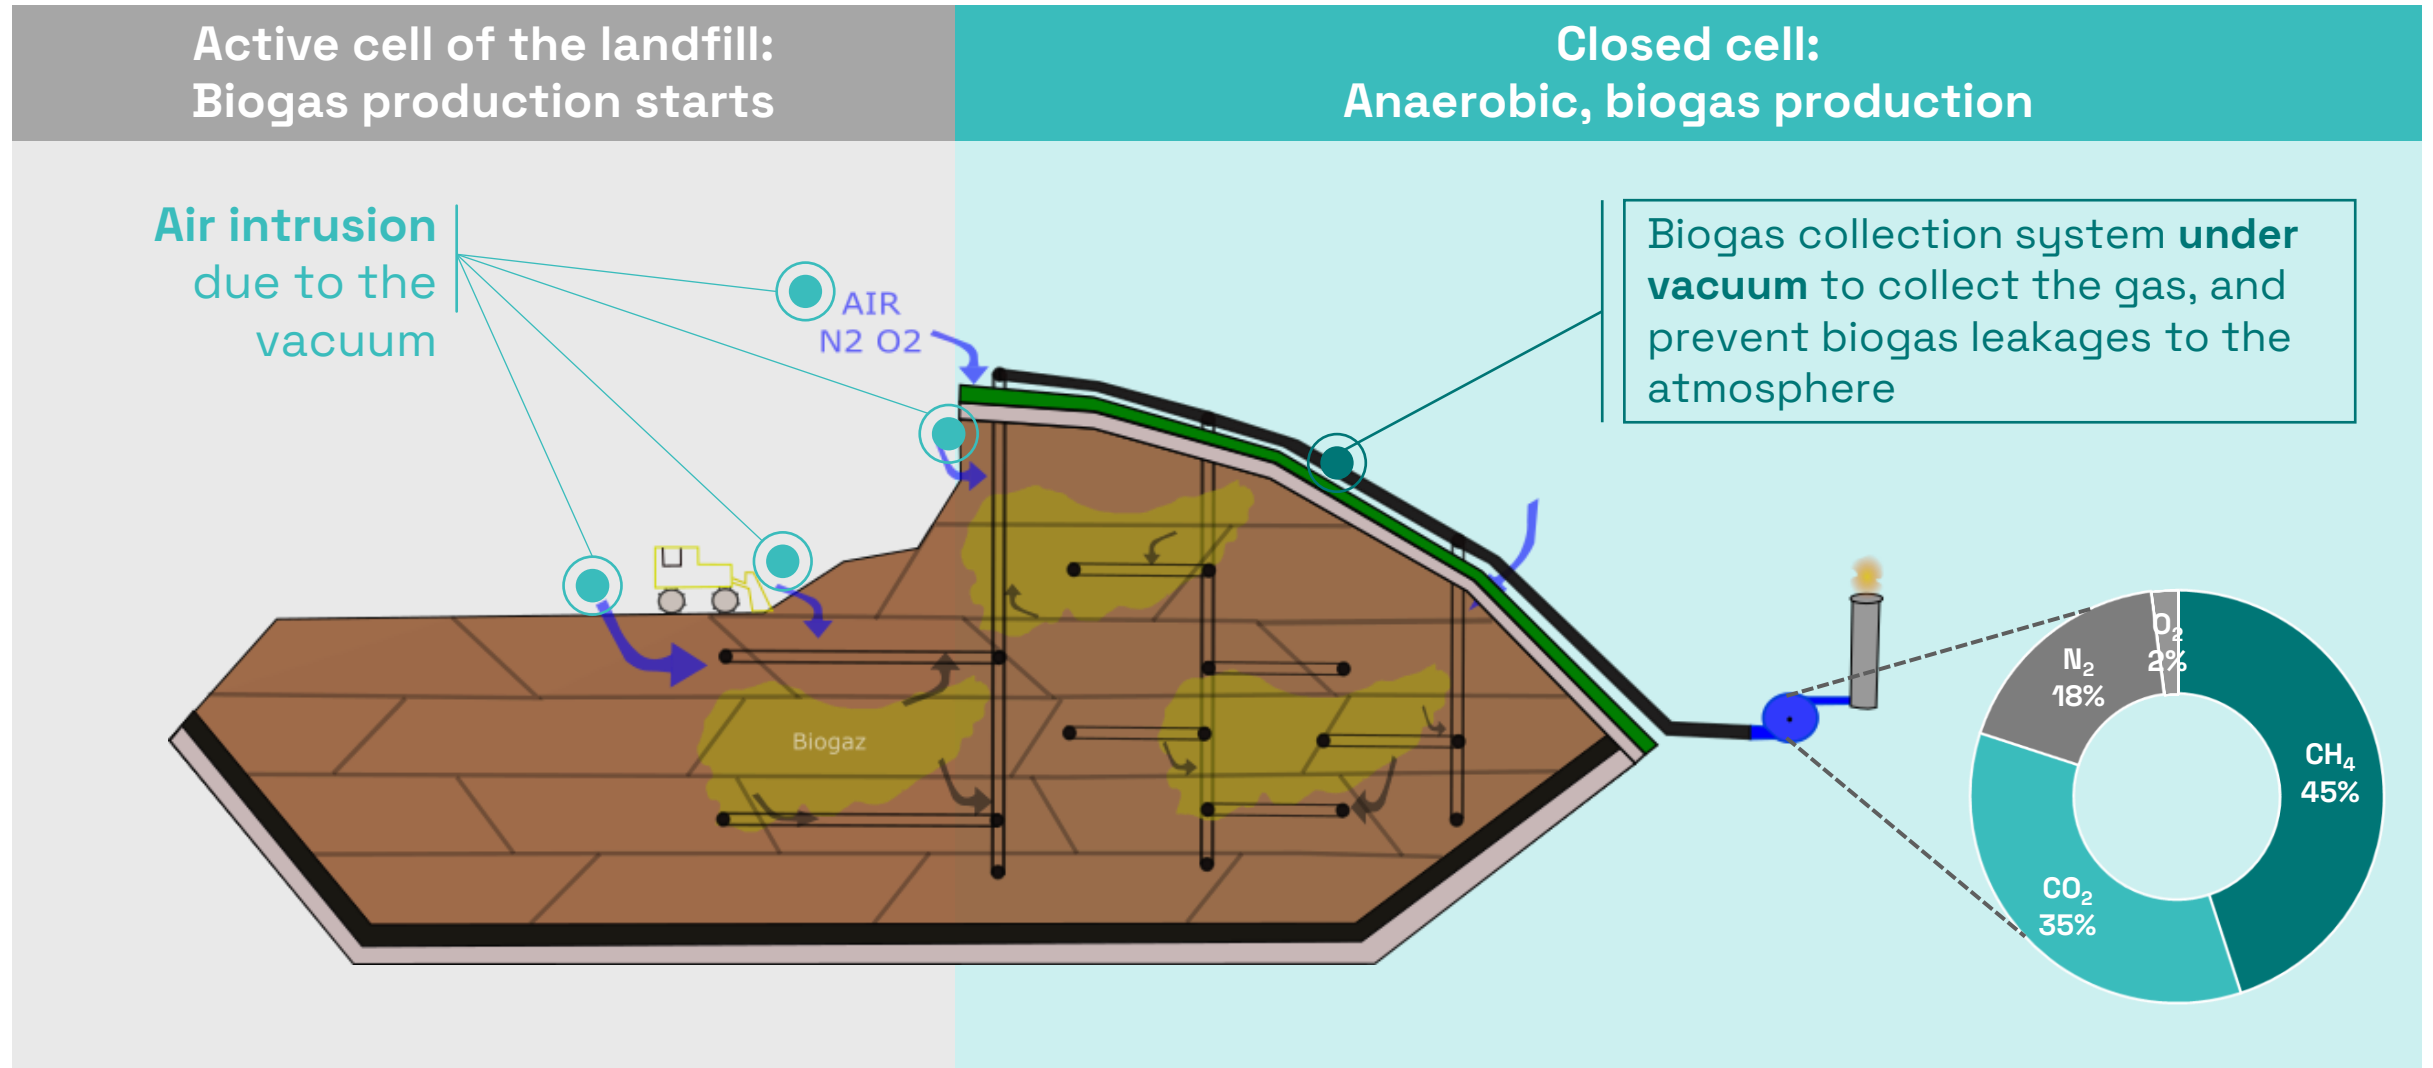 Active cell of the landfill:
Biogas production starts
Closed cell:
Anaerobic, biogas production
Air intrusion
due to the
vacuum
AIR
N2 O2
Biogas collection system under
vacuum to collect the gas, and
prevent biogas leakages to the
atmosphere
Biogaz
O₂
2%
N₂
18%
CH₄
45%
CO₂
35%